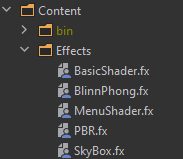 Content
bin
Effects
BasicShader.fx
BlinnPhong.fx
MenuShader.fx
PBR.fx
SkyBox.fx